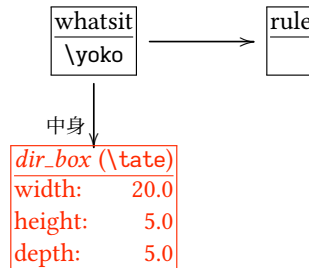 whatsit
\yoko
rule
中身
dir_box (\tate)
width: 20.0
height: 5.0
depth: 5.0